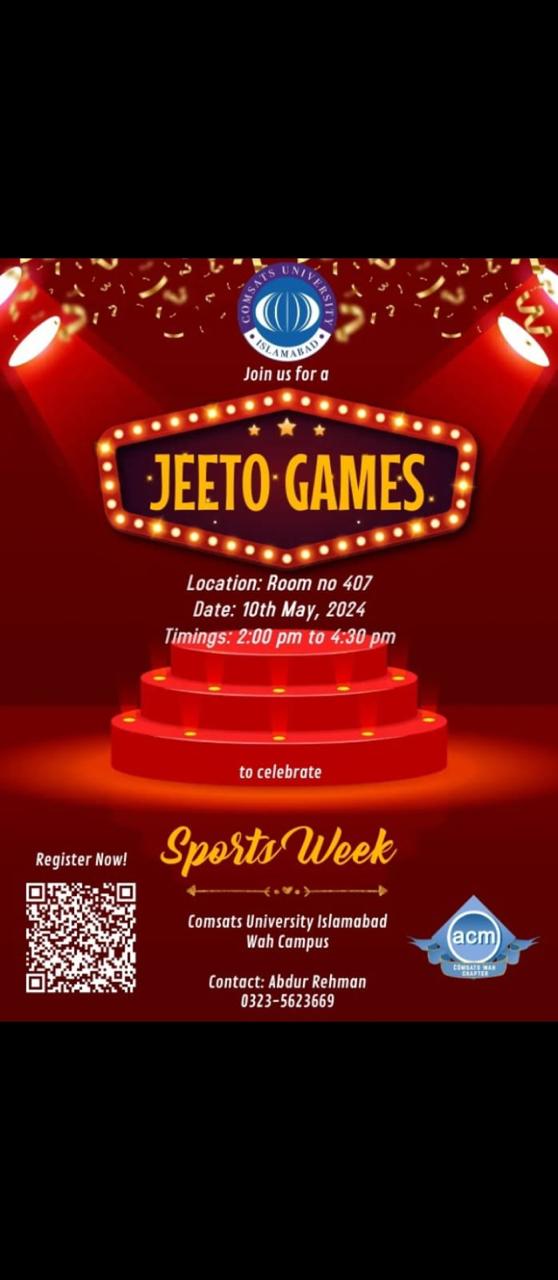 COMSATS UNIVERSITY
ISLAMABAD
Join us for a
JEETO GAMES
Location: Room no 407
Date: 10th May, 2024
Timings: 2:00 pm to 4:30 pm
to celebrate
Sports Week
Register Now!
Comsats University Islamabad
Wah Campus
acm
COMSATS WAH
CHAPTER
Contact: Abdur Rehman
0323-5623669